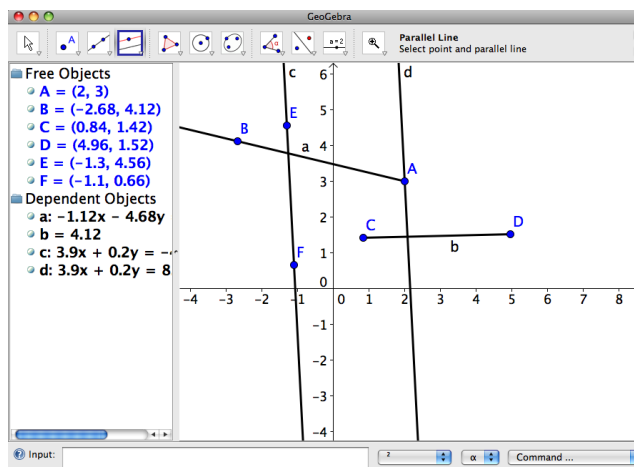 GeoGebra
Parallel Line
Select point and parallel line
Free Objects
A = (2, 3)
B = (-2.68, 4.12)
C = (0.84, 1.42)
D = (4.96, 1.52)
E = (-1.3, 4.56)
F = (-1.1, 0.66)
Dependent Objects
a: -1.12x - 4.68y
b = 4.12
c: 3.9x + 0.2y = -
d: 3.9x + 0.2y = 8
c
d
6
5
4
3
2
1
0
-1
-2
-3
-4
-4 -3 -2 -1 0 1 2 3 4 5 6 7 8
E
B
a
A
C
D
b
F
Input:
2
α
Command ...